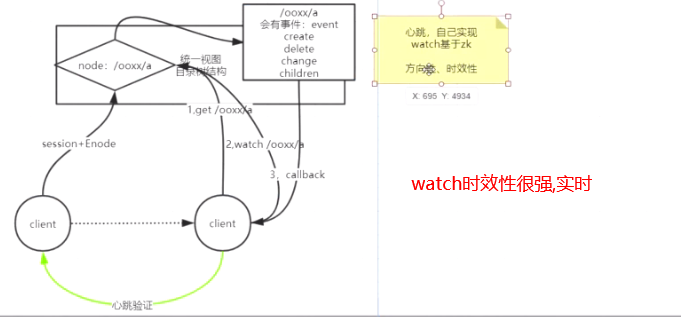 /ooxx/a
会有事件：event
create
delete
change
children
心跳，自己实现
watch基于zk
方向性、时效性
X: 695 Y: 4934
统一视图
目录树结构
node：/ooxx/a
1,get /ooxx/a
session+Enode
2,watch /ooxx/a
3，callback
watch时效性很强,实时
client
client
心跳验证